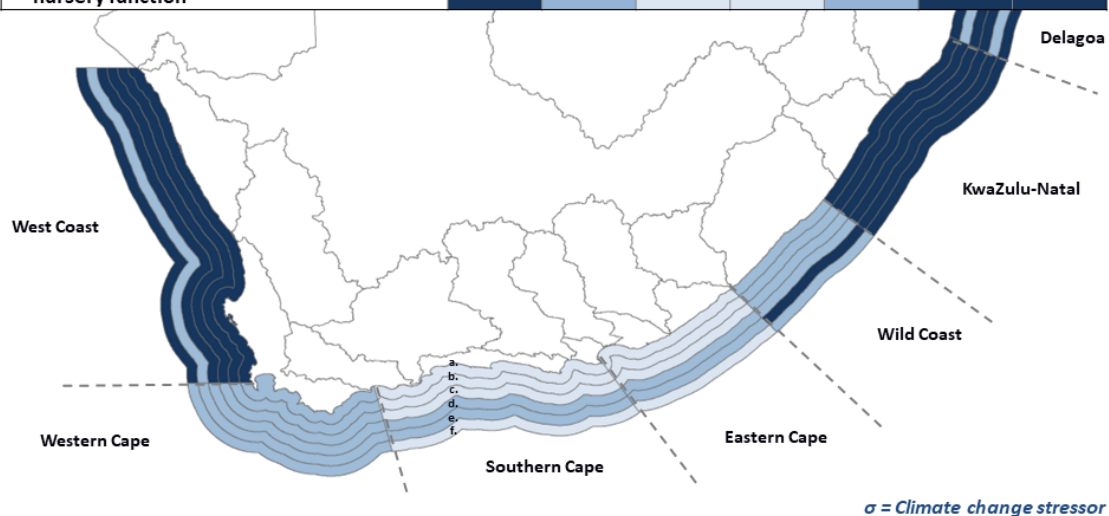 nursery function
Delagoa
KwaZulu-Natal
West Coast
Wild Coast
a.
b.
c.
d.
e.
f.
Western Cape
Eastern Cape
Southern Cape
σ = Climate change stressor